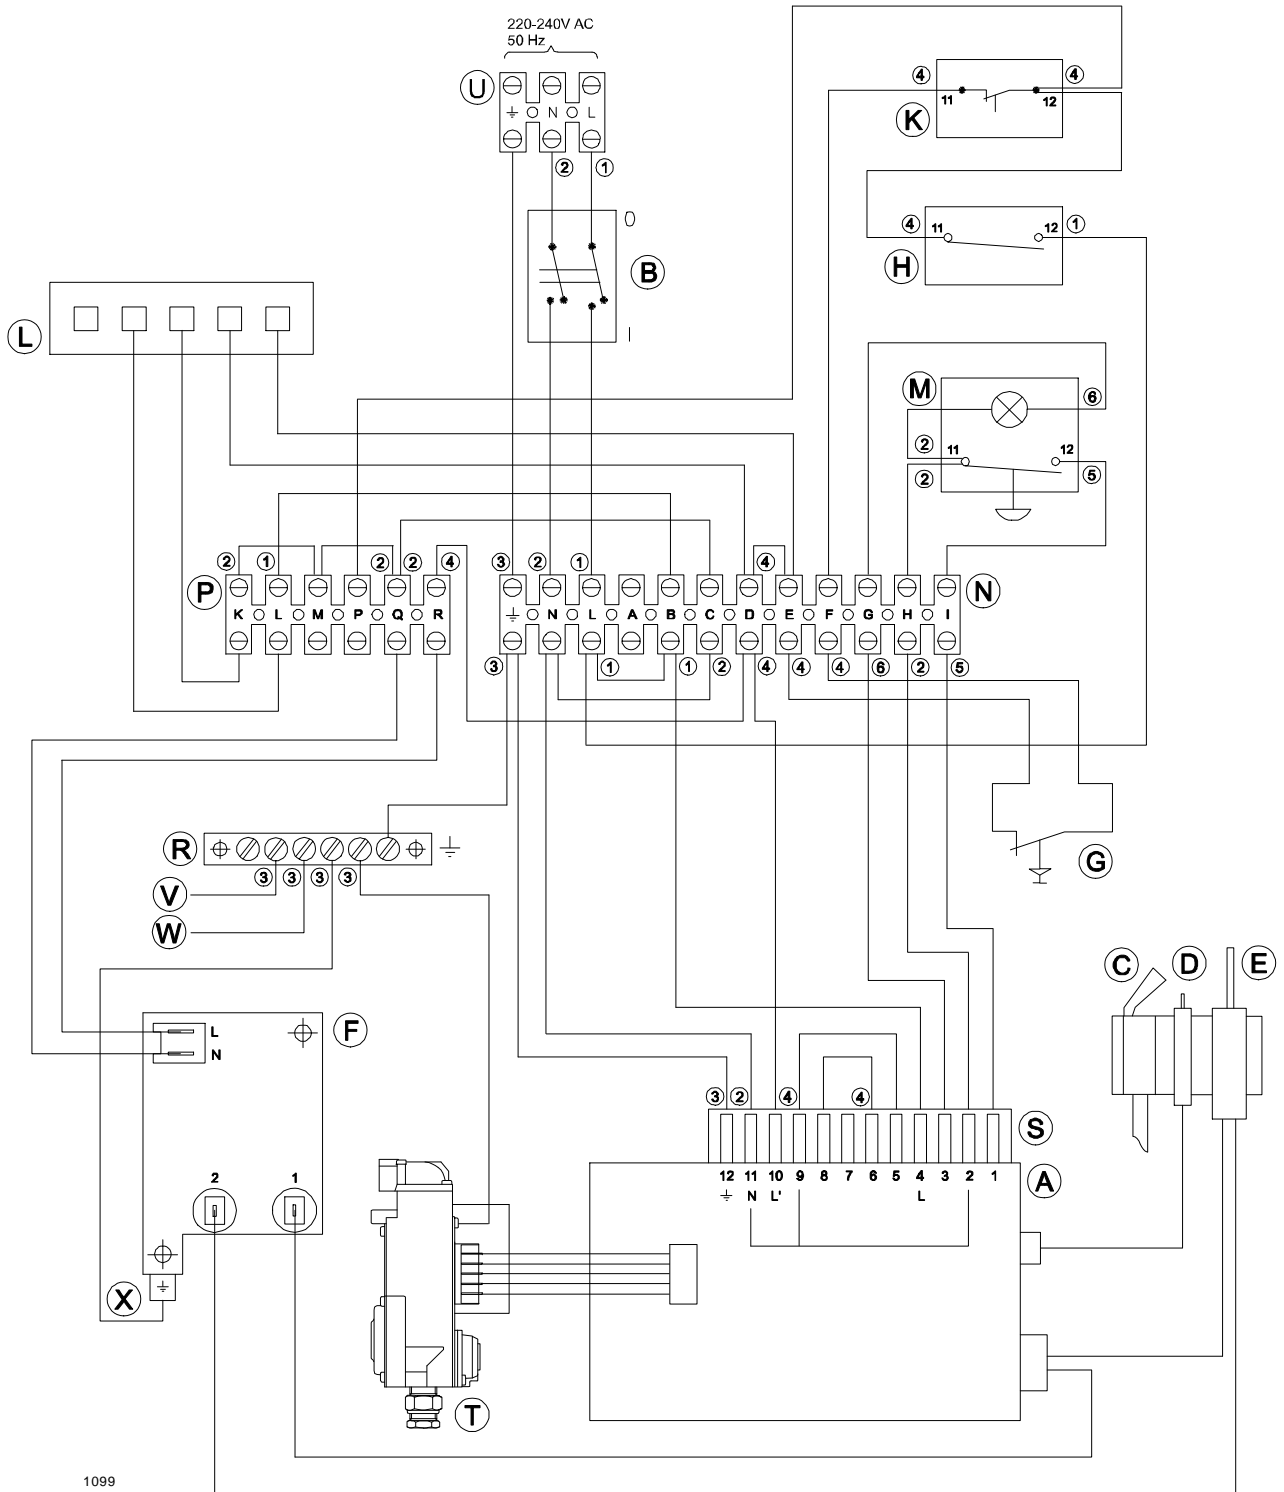 220-240V AC
50 Hz
U
N L
2 1
4 4
11 12
K
4 11 12 1
H
O
B
I
L
M
6
2 11 12
2 5
2 1 2 2 4 3 2 1 4
P K L M P Q R
N L A B C D E F G H I N
3 1 1 2 4 4 4 6 2 5
R
3 3 3 3
V
W
G
C D E
L
N
F
3 2 4 4
S
12 11 10 9 8 7 6 5 4 3 2 1
N L' L
A
2 1
X
T
1099